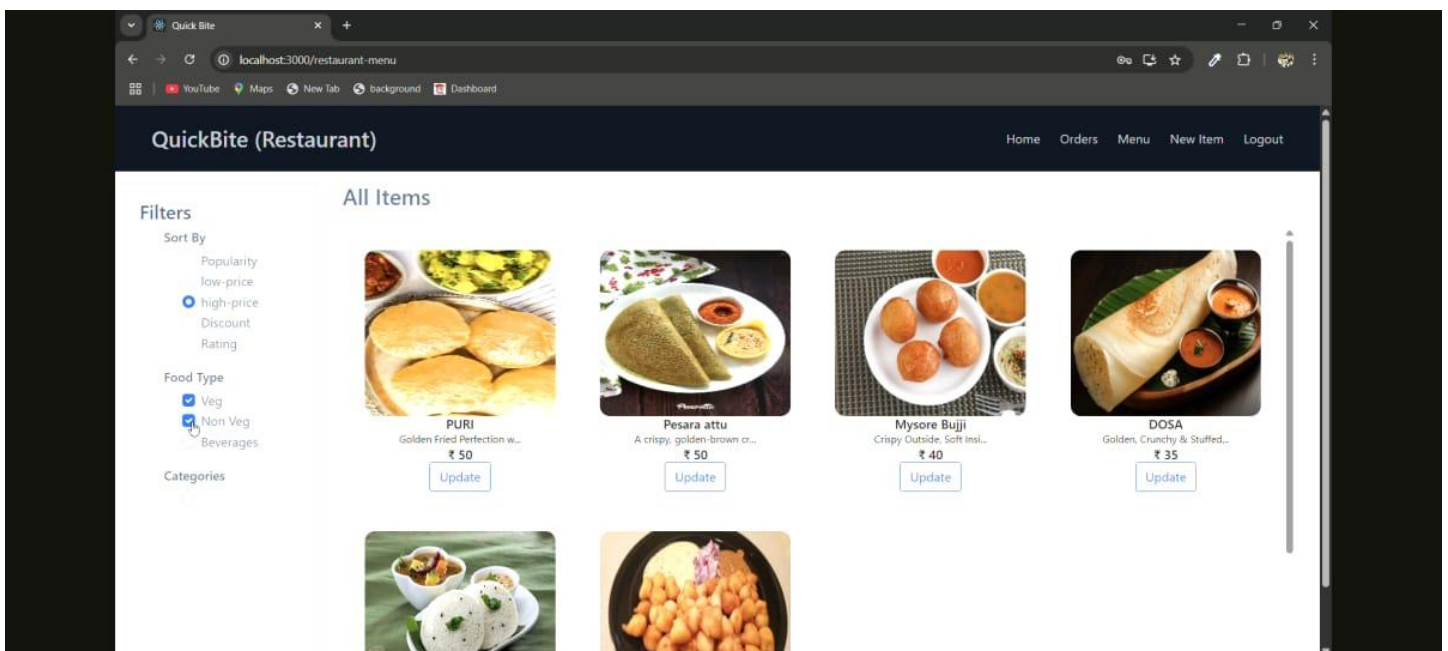 Quick Bite
localhost:3000/restaurant-menu
YouTube Maps New Tab background Dashboard
QuickBite (Restaurant)
Home Orders Menu New Item Logout
Filters
Sort By
Popularity
low-price
high-price
Discount
Rating
Food Type
Veg
Non Veg
Beverages
Categories
All Items
PURI
Golden Fried Perfection w...
₹ 50
Update
Pesara attu
A crispy, golden-brown cr...
₹ 50
Update
Mysore Bujji
Crispy Outside, Soft Insi...
₹ 40
Update
DOSA
Golden, Crunchy & Stuffed...
₹ 35
Update